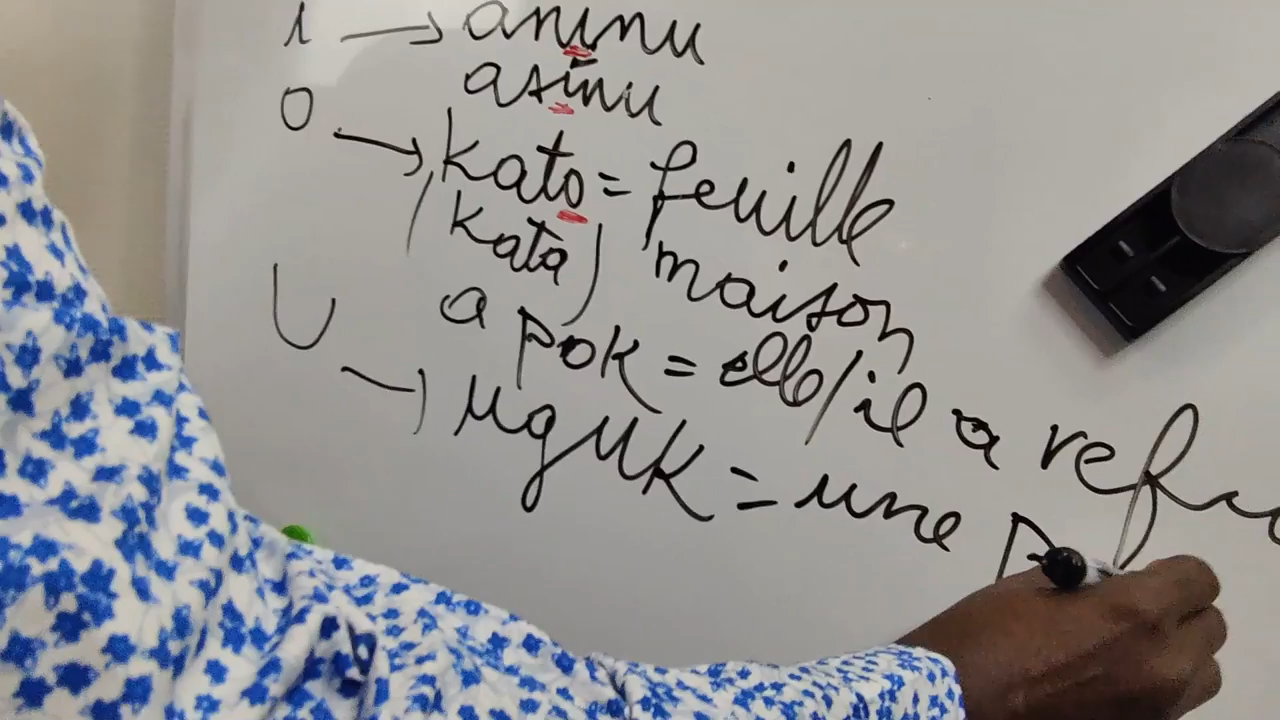 i → aninu
asinu
o → kato = feuille
(kata) maison
a pok = elle/il a refu
U → uguk = une p